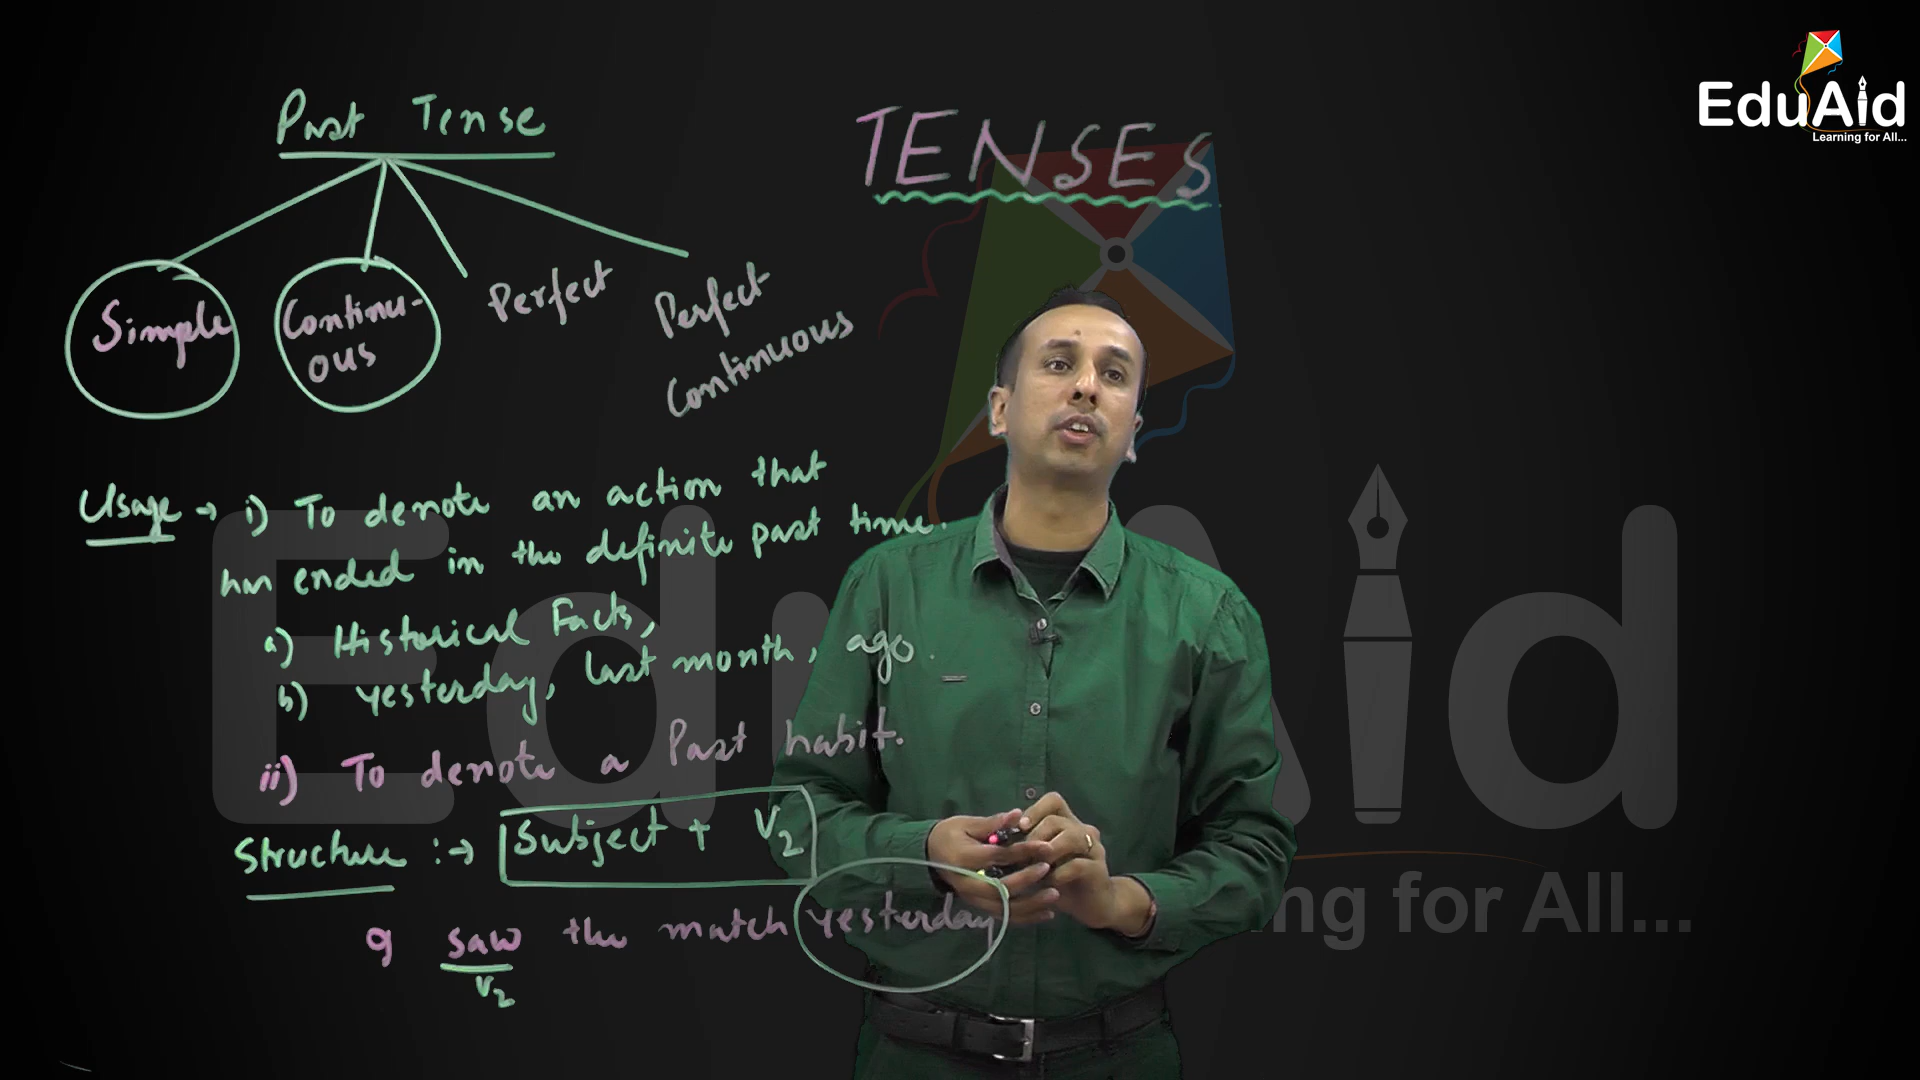 Past Tense
TENSES
Simple
Continu-
ous
Perfect
Perfect
Continuous
Usage → i) To denote an action that
has ended in the definite past time.
a) Historical Facts,
b) yesterday, last month, ago.
ii) To denote a Past habit.
Structure :→ Subject + V2
I saw the match yesterday
V2
EduAid
Learning for All...
EduAid
ng for All...